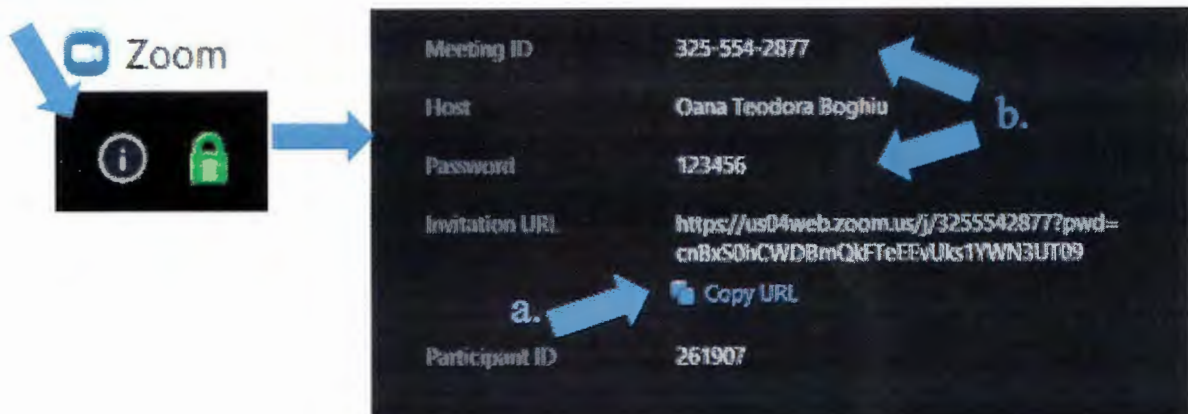 Zoom
Meeting ID 325-554-2877
Host Oana Teodora Boghiu
b.
Password 123456
Invitation URL https://us04web.zoom.us/j/3255542877?pwd=
a.
Copy URL
Participant ID 261907